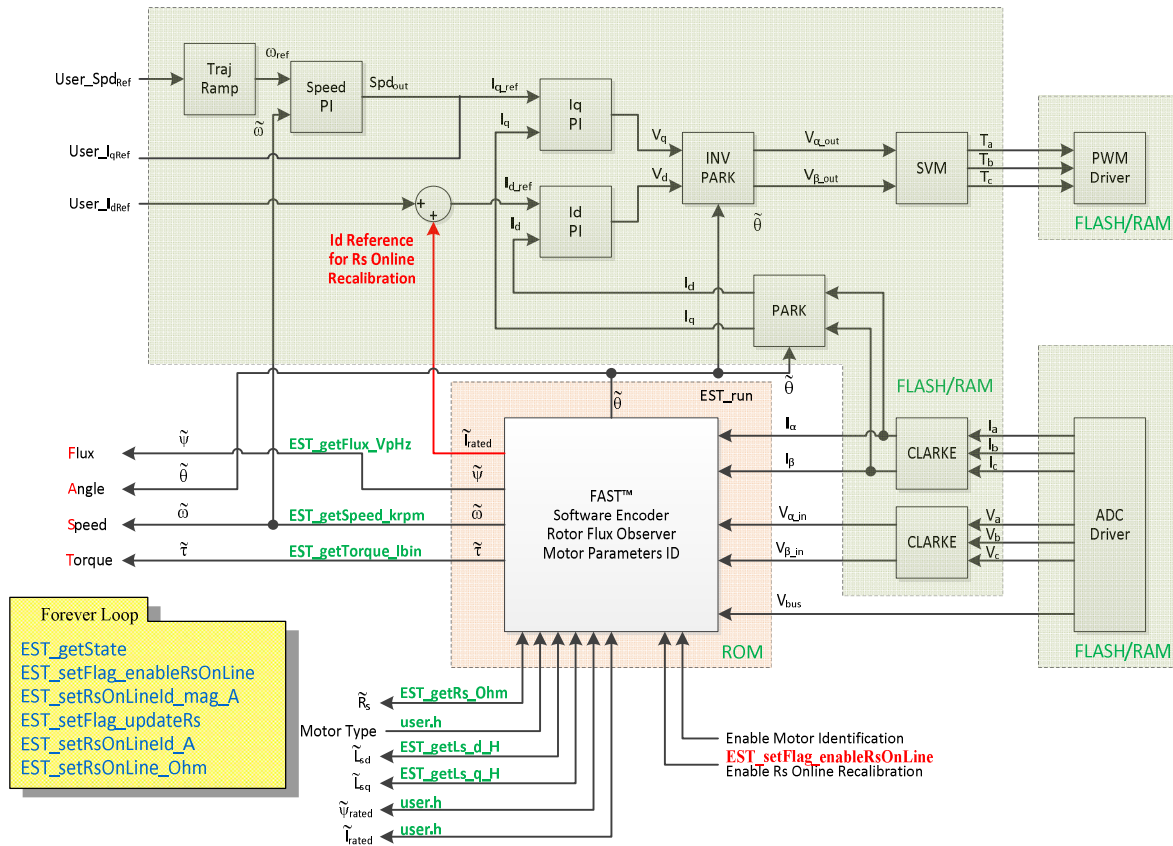 User_SpdRef
Traj
Ramp
ωref
Speed
PI
Spdout
ω̃
User_IqRef
User_IdRef
+
+
Id Reference
for Rs Online
Recalibration
Iq_ref
Iq
Iq
PI
Id_ref
Id
Id
PI
Vq
Vd
INV
PARK
Vα_out
Vβ_out
SVM
Ta
Tb
Tc
PWM
Driver
FLASH/RAM
θ̃
Id
Iq
PARK
θ̃
FLASH/RAM
EST_run
θ̃
Ĩrated
ψ̃
ω̃
τ̃
FAST™
Software Encoder
Rotor Flux Observer
Motor Parameters ID
ROM
Iα
Iβ
Vα_in
Vβ_in
Vbus
CLARKE
CLARKE
Ia
Ib
Ic
Va
Vb
Vc
ADC
Driver
FLASH/RAM
Flux
ψ̃
EST_getFlux_VpHz
Angle
θ̃
Speed
ω̃
EST_getSpeed_krpm
Torque
τ̃
EST_getTorque_lbin
Forever Loop
EST_getState
EST_setFlag_enableRsOnLine
EST_setRsOnLineId_mag_A
EST_setFlag_updateRs
EST_setRsOnLineId_A
EST_setRsOnLine_Ohm
R̃s
EST_getRs_Ohm
Motor Type
user.h
L̃sd
EST_getLs_d_H
L̃sq
EST_getLs_q_H
ψ̃rated
user.h
Ĩrated
user.h
Enable Motor Identification
EST_setFlag_enableRsOnLine
Enable Rs Online Recalibration